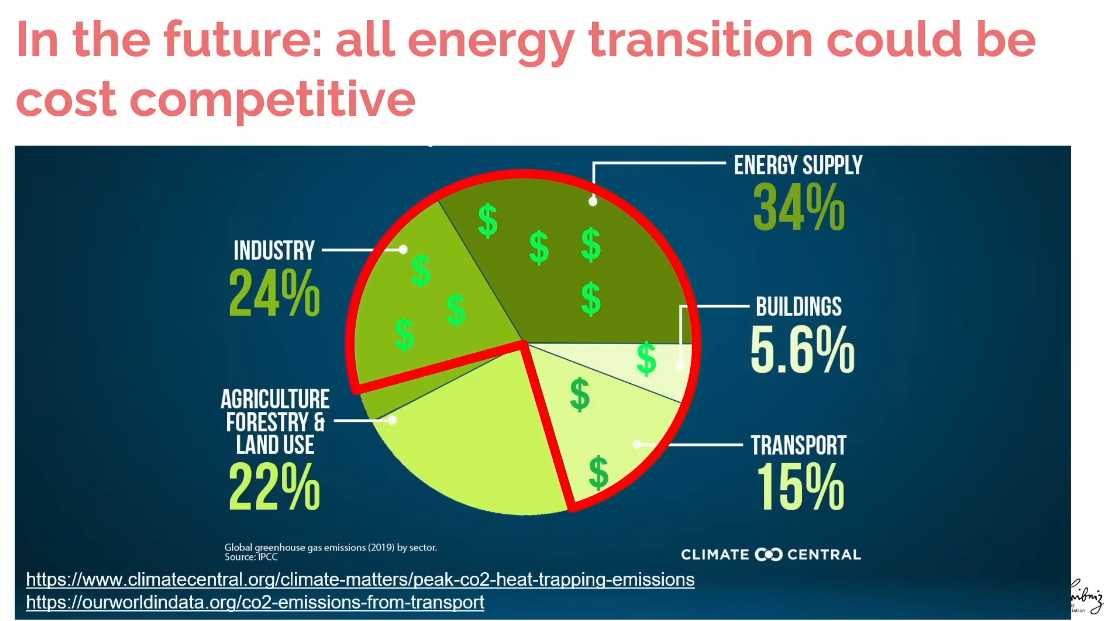 In the future: all energy transition could be
cost competitive
ENERGY SUPPLY
34%
INDUSTRY
24%
BUILDINGS
5.6%
AGRICULTURE
FORESTRY &
LAND USE
22%
TRANSPORT
15%
$
$
$
$
$
$
$
$
$
$
Global greenhouse gas emissions (2019) by sector.
Source: IPCC
CLIMATE CENTRAL
https://www.climatecentral.org/climate-matters/peak-co2-heat-trapping-emissions
https://ourworldindata.org/co2-emissions-from-transport